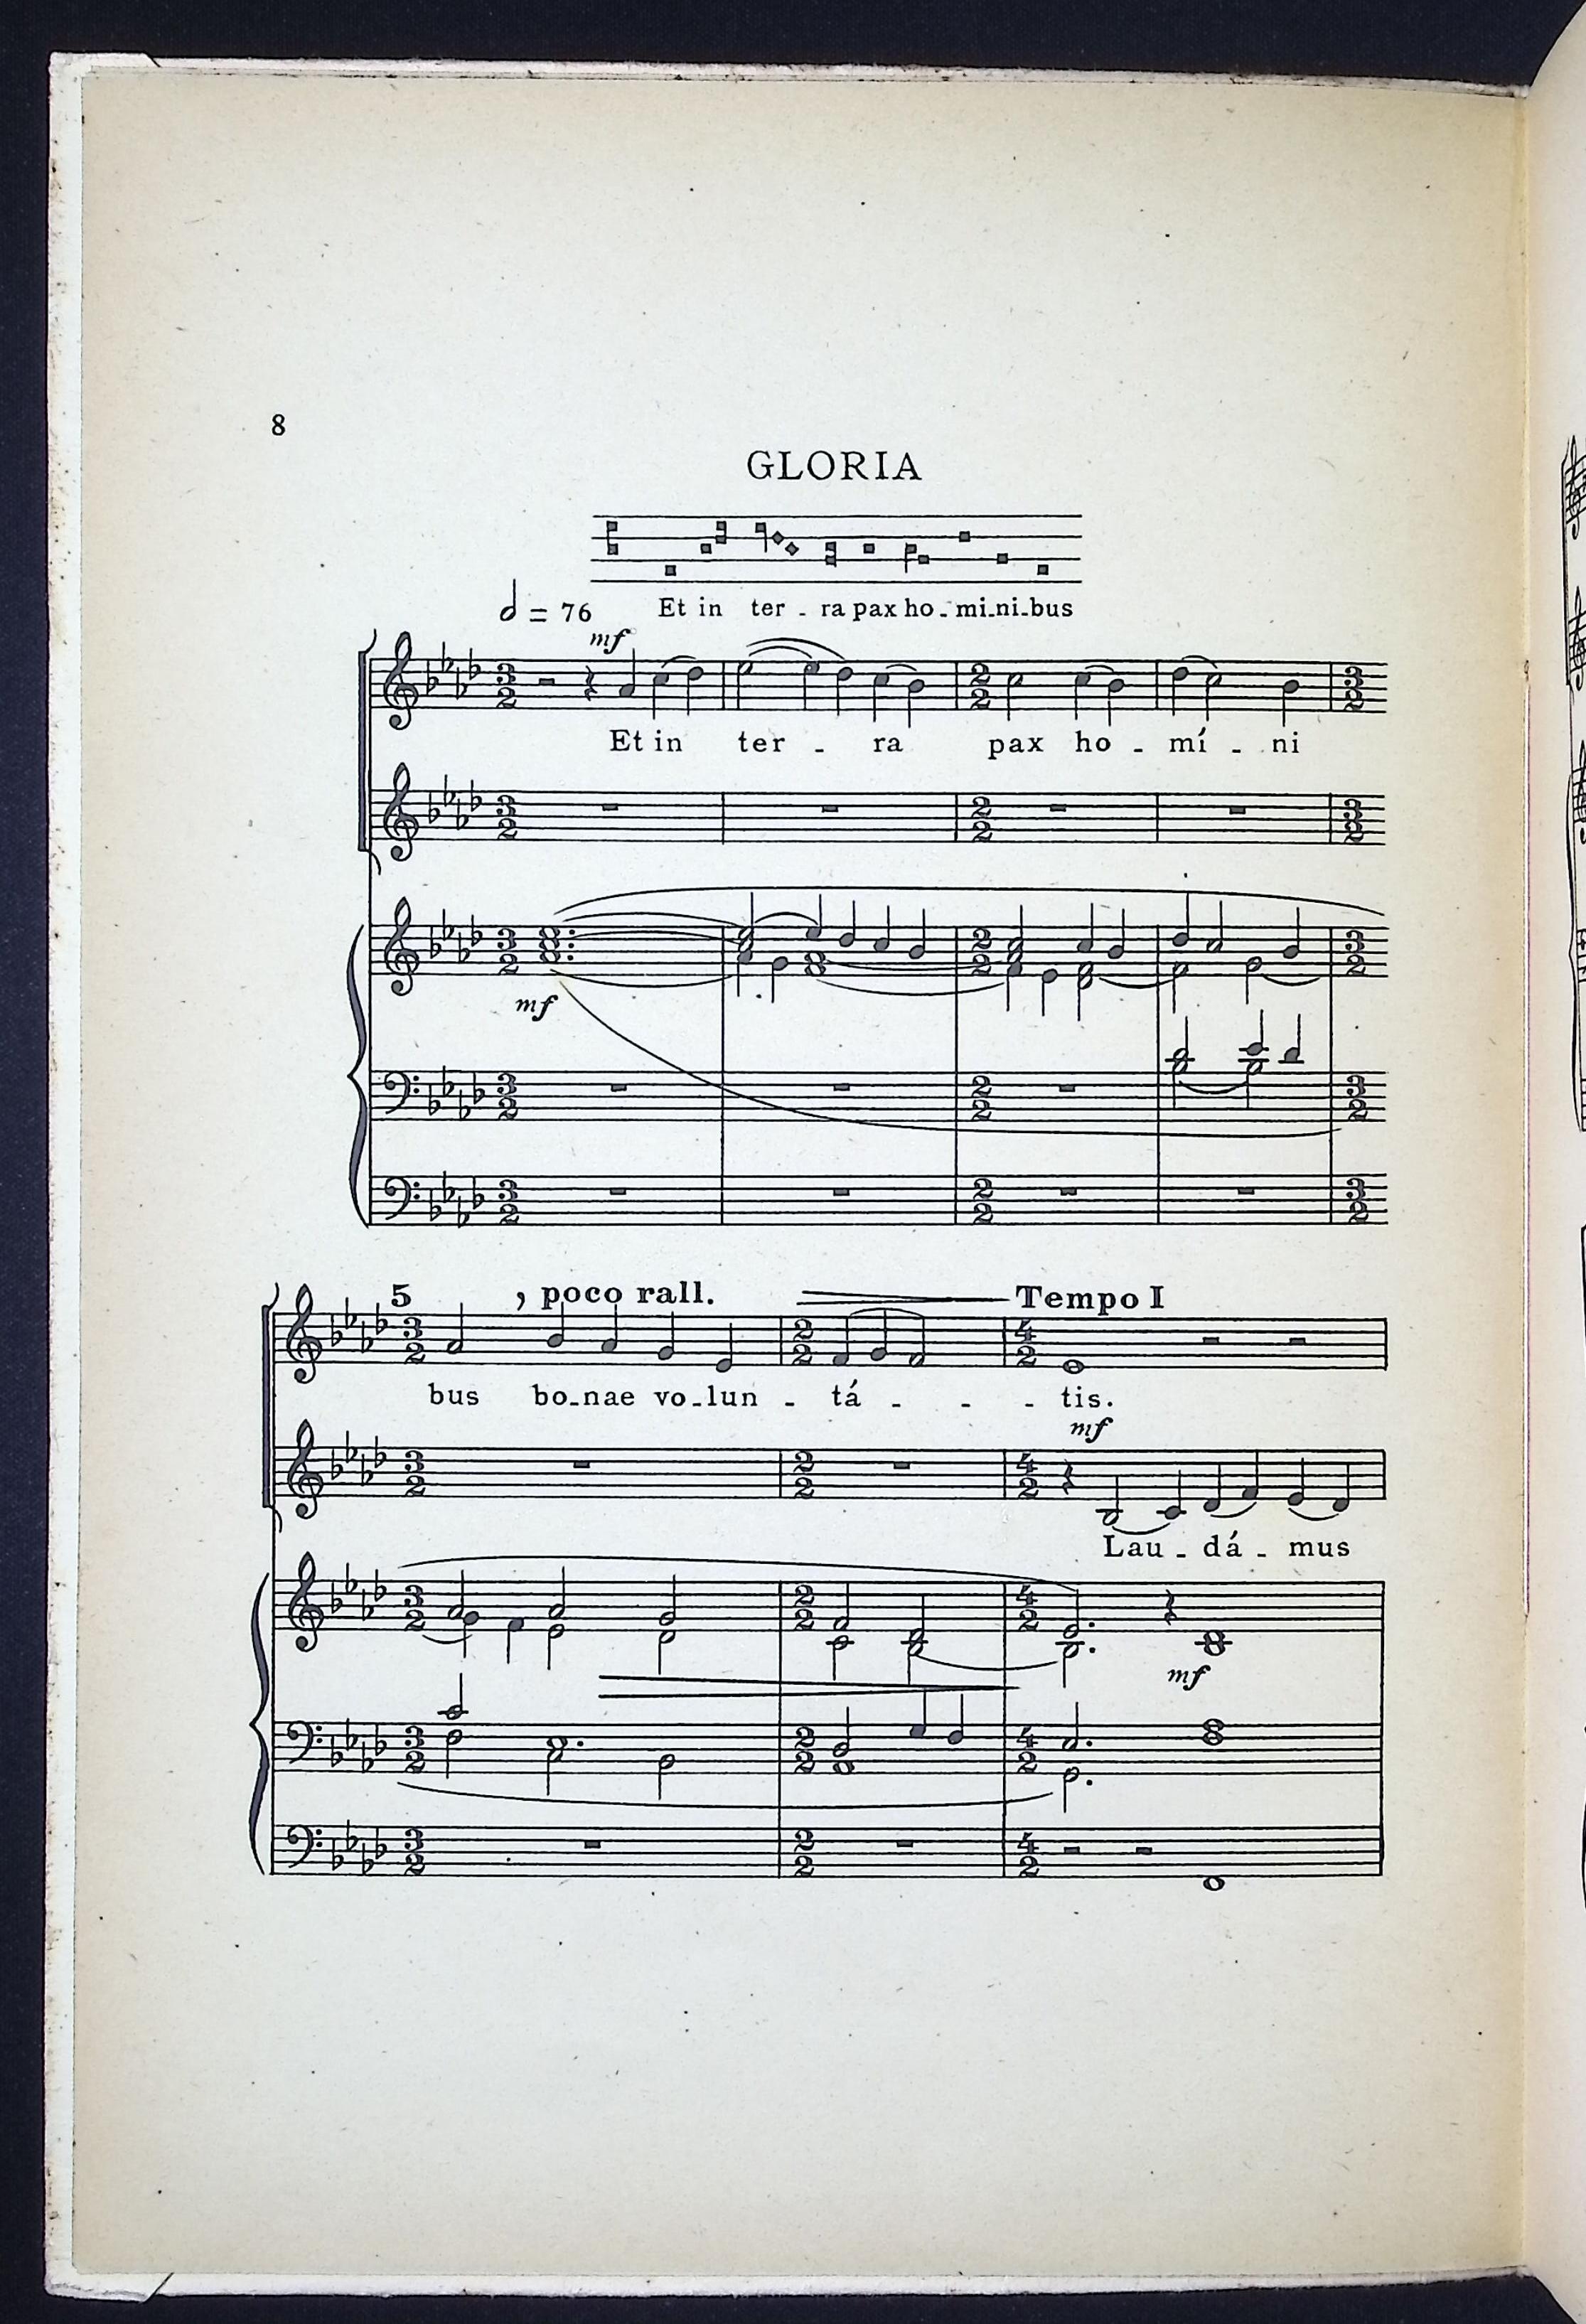 8
GLORIA
= 76 Et in ter - ra pax ho - mi-ni-bus
mf
Et in ter - ra pax ho - mí - ni
mf
5 , poco rall. Tempo I
bus bo-nae vo-lun - tá - - - tis.
mf
Lau - dá - mus
mf